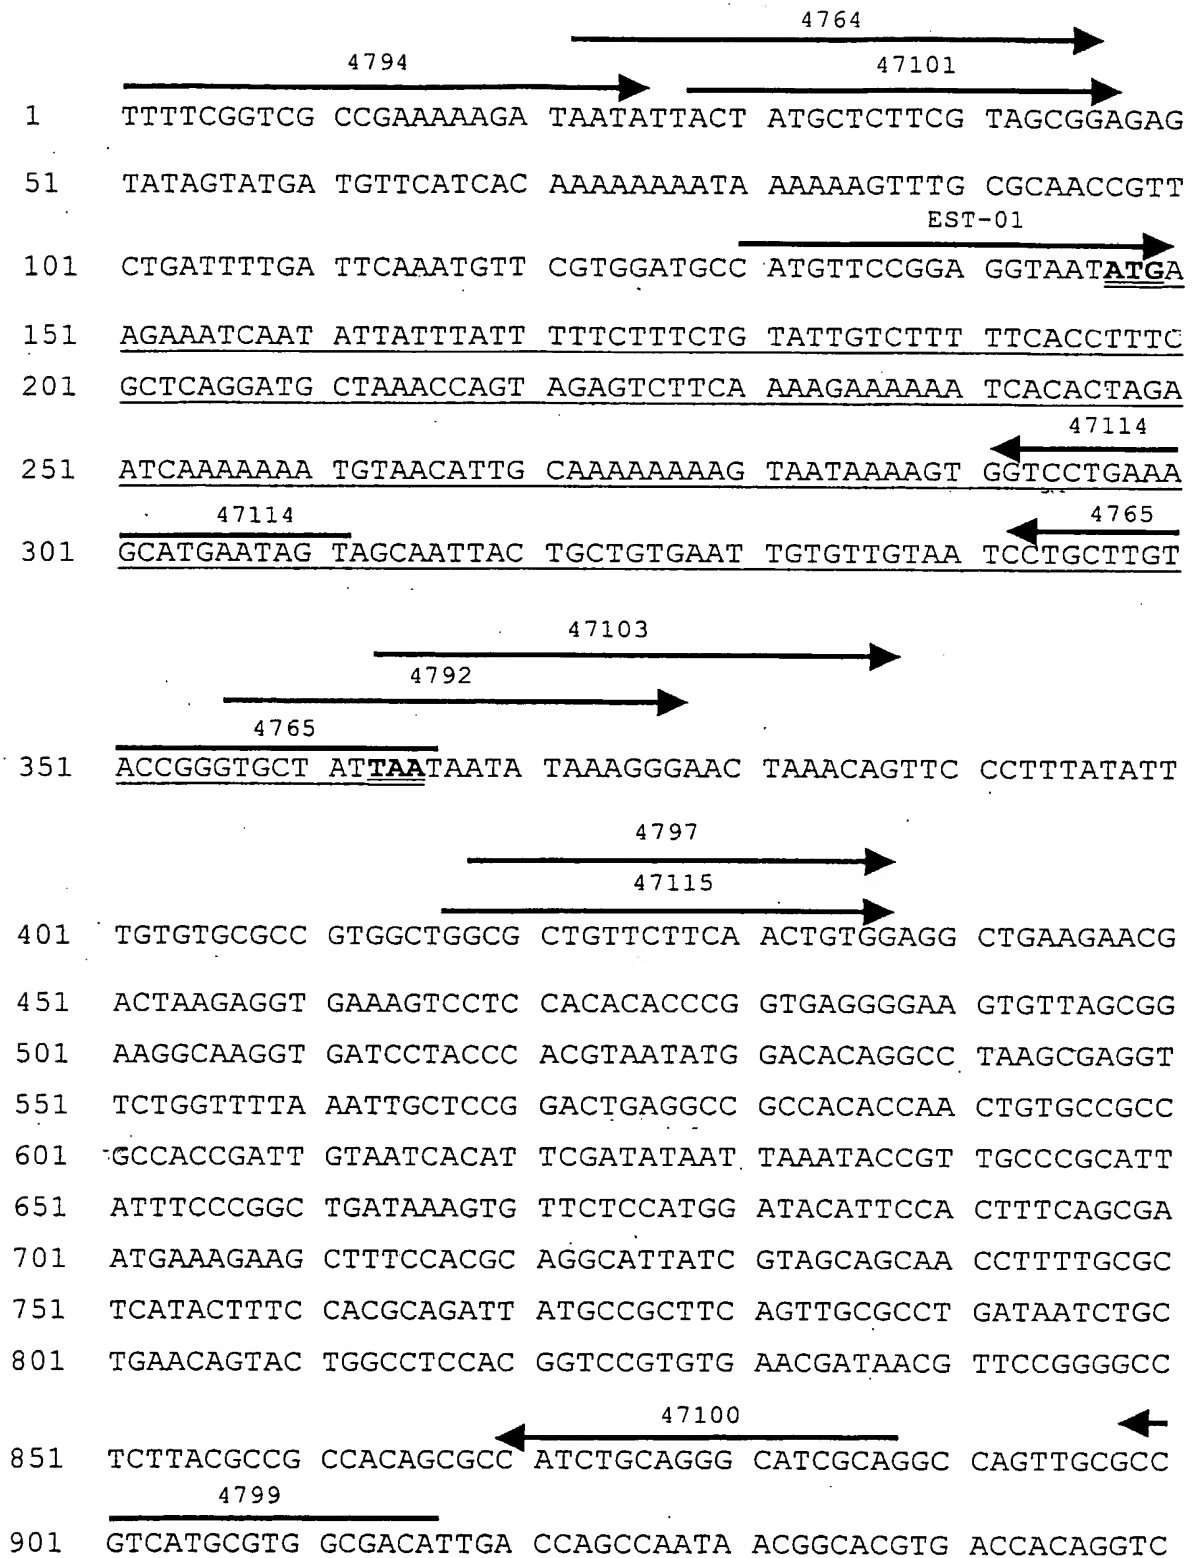 4764
4794 47101
1 TTTTCGGTCG CCGAAAAAGA TAATATTACT ATGCTCTTCG TAGCGGAGAG
51 TATAGTATGA TGTTCATCAC AAAAAAAATA AAAAAGTTTG CGCAACCGTT
EST-01
101 CTGATTTTGA TTCAAATGTT CGTGGATGCC ATGTTCCGGA GGTAATATGA
151 AGAAATCAAT ATTATTTATT TTTCTTTCTG TATTGTCTTT TTCACCTTTC
201 GCTCAGGATG CTAAACCAGT AGAGTCTTCA AAAGAAAAAA TCACACTAGA
47114
251 ATCAAAAAAA TGTAACATTG CAAAAAAAAG TAATAAAAGT GGTCCTGAAA
47114 4765
301 GCATGAATAG TAGCAATTAC TGCTGTGAAT TGTGTTGTAA TCCTGCTTGT
47103
4792
4765
351 ACCGGGTGCT ATTAATAATA TAAAGGGAAC TAAACAGTTC CCTTTATATT
4797
47115
401 TGTGTGCGCC GTGGCTGGCG CTGTTCTTCA ACTGTGGAGG CTGAAGAACG
451 ACTAAGAGGT GAAAGTCCTC CACACACCCG GTGAGGGGAA GTGTTAGCGG
501 AAGGCAAGGT GATCCTACCC ACGTAATATG GACACAGGCC TAAGCGAGGT
551 TCTGGTTTTA AATTGCTCCG GACTGAGGCC GCCACACCAA CTGTGCCGCC
601 GCCACCGATT GTAATCACAT TCGATATAAT TAAATACCGT TGCCCGCATT
651 ATTTCCCGGC TGATAAAGTG TTCTCCATGG ATACATTCCA CTTTCAGCGA
701 ATGAAAGAAG CTTTCCACGC AGGCATTATC GTAGCAGCAA CCTTTTGCGC
751 TCATACTTTC CACGCAGATT ATGCCGCTTC AGTTGCGCCT GATAATCTGC
801 TGAACAGTAC TGGCCTCCAC GGTCCGTGTG AACGATAACG TTCCGGGGCC
47100
851 TCTTACGCCG CCACAGCGCC ATCTGCAGGG CATCGCAGGC CAGTTGCGCC
4799
901 GTCATGCGTG GCGACATTGA CCAGCCAATA ACGGCACGTG ACCACAGGTC